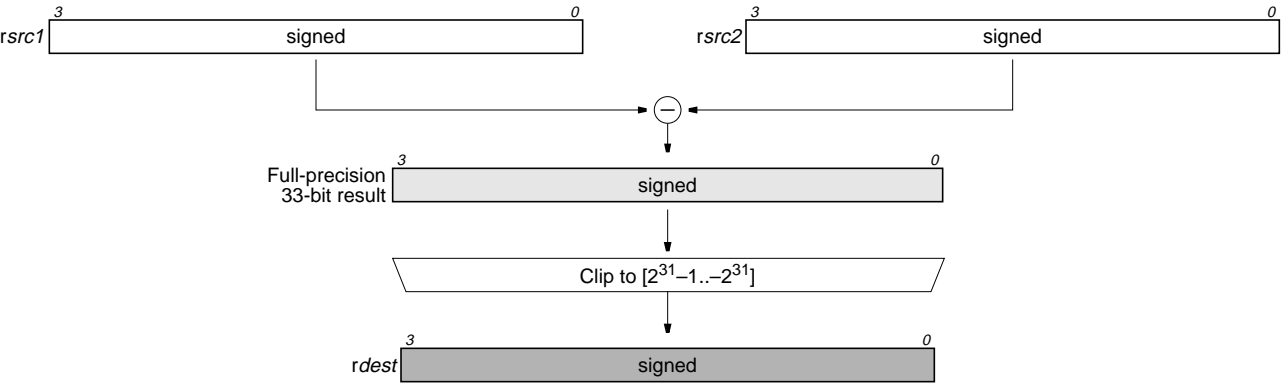 3 0 3 0
rsrc1 signed rsrc2 signed
−
3 0
Full-precision
33-bit result
signed
Clip to [2^31–1..–2^31]
3 0
rdest signed